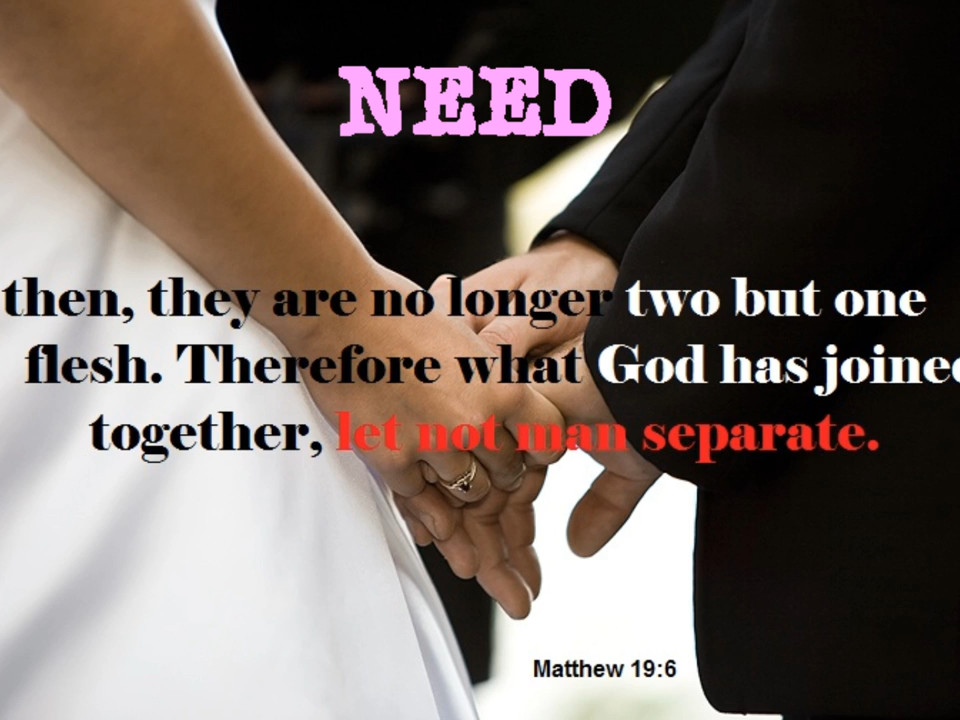 NEED
then, they are no longer two but one
flesh. Therefore what God has joined
together, let not man separate.
Matthew 19:6